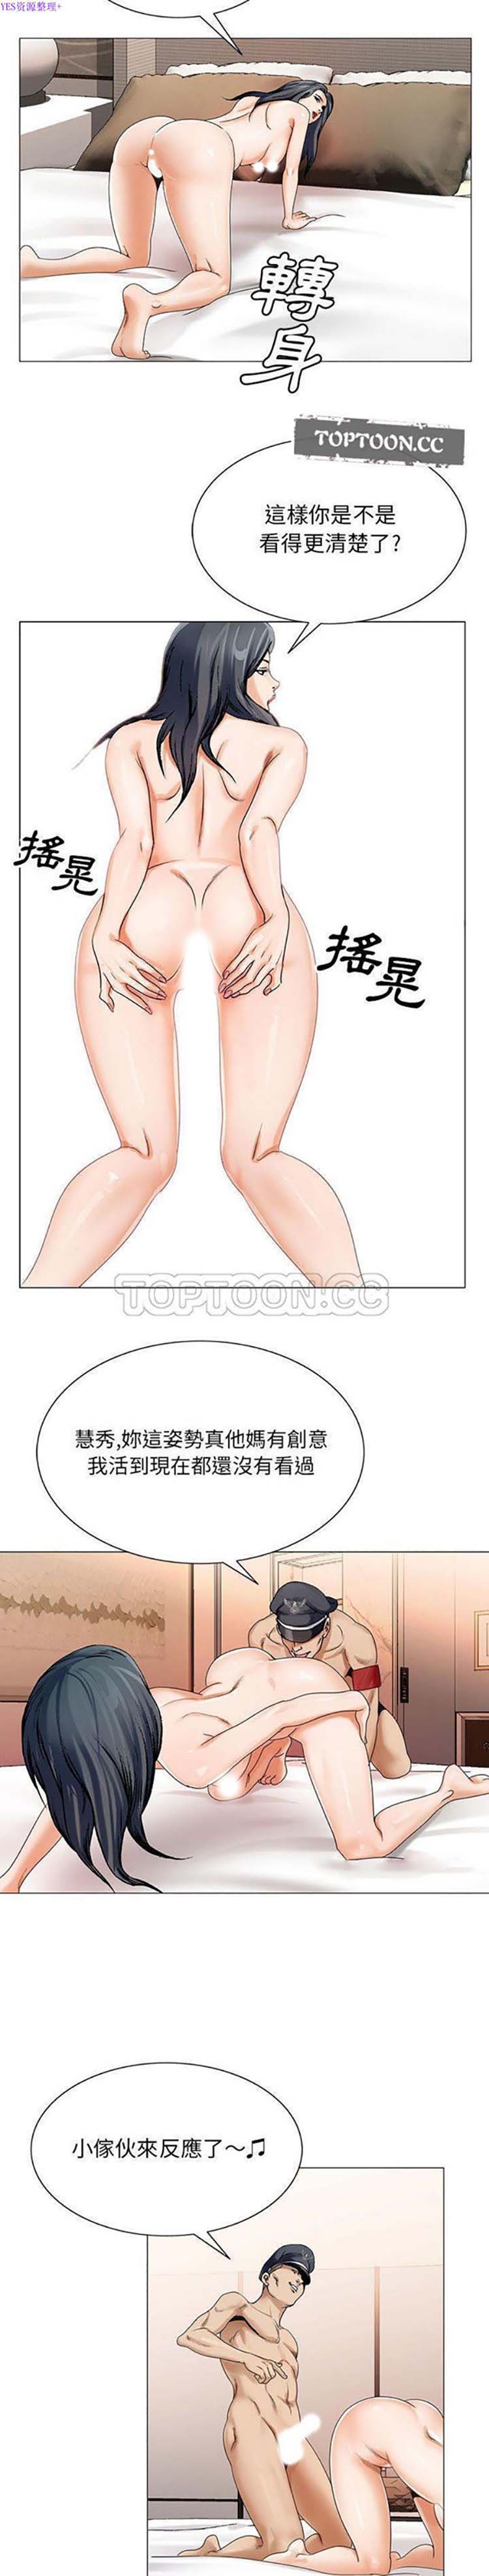 YES资源整理+
轉
身
TOPTOON.CC
這樣你是不是
看得更清楚了?
搖晃
搖晃
TOPTOON.CC
慧秀,妳這姿勢真他媽有創意
我活到現在都還沒有看過
小傢伙來反應了～♫